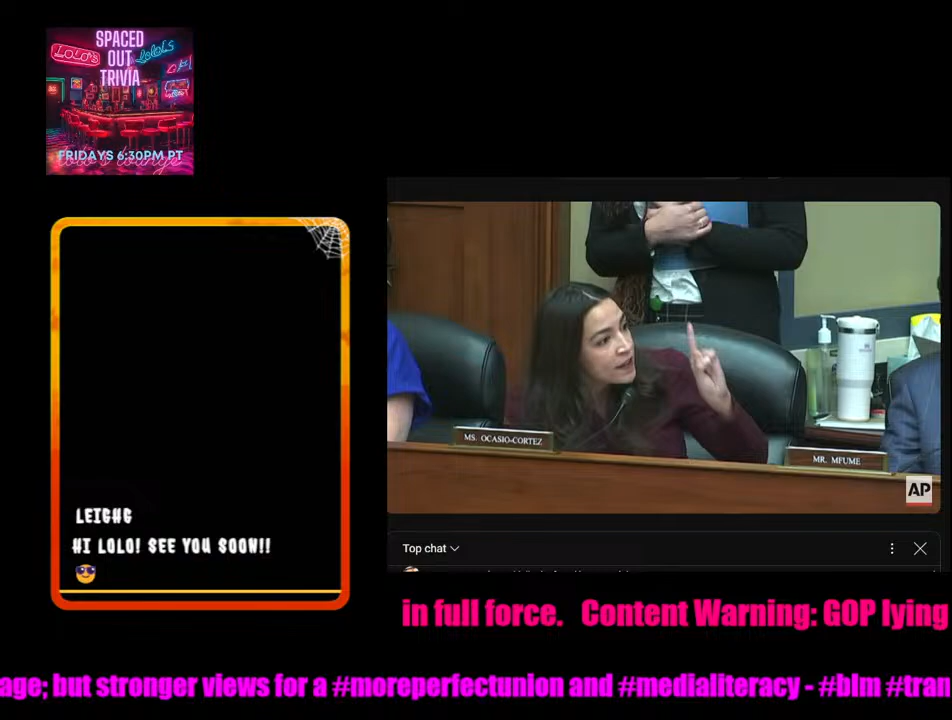 SPACED
OUT
TRIVIA
LOLO'S
FRIDAYS 6:30PM PT
lolo's lounge
LEIGHG
HI LOLO! SEE YOU SOON!!
MS. OCASIO-CORTEZ
MR. MFUME
AP
Top chat
in full force. Content Warning: GOP lying
age; but stronger views for a #moreperfectunion and #medialiteracy - #blm #tran